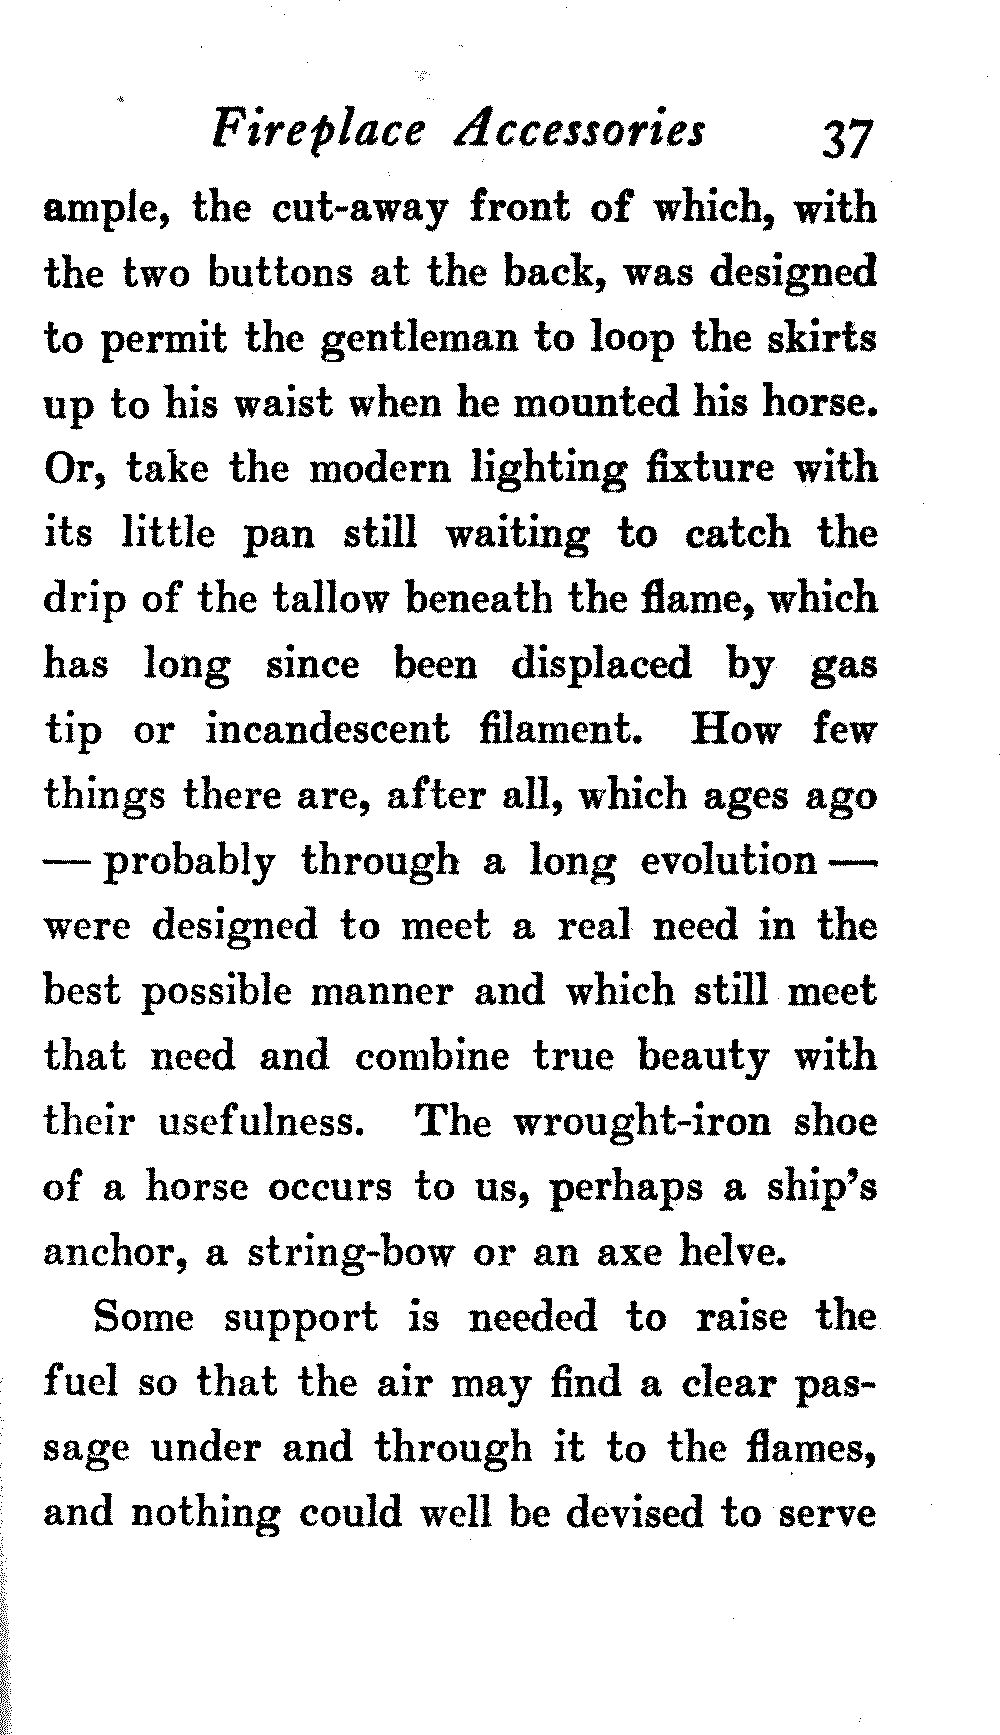 Fireplace Accessories 37
ample, the cut-away front of which, with
the two buttons at the back, was designed
to permit the gentleman to loop the skirts
up to his waist when he mounted his horse.
Or, take the modern lighting fixture with
its little pan still waiting to catch the
drip of the tallow beneath the flame, which
has long since been displaced by gas
tip or incandescent filament. How few
things there are, after all, which ages ago
— probably through a long evolution —
were designed to meet a real need in the
best possible manner and which still meet
that need and combine true beauty with
their usefulness. The wrought-iron shoe
of a horse occurs to us, perhaps a ship's
anchor, a string-bow or an axe helve.
Some support is needed to raise the
fuel so that the air may find a clear pas-
sage under and through it to the flames,
and nothing could well be devised to serve